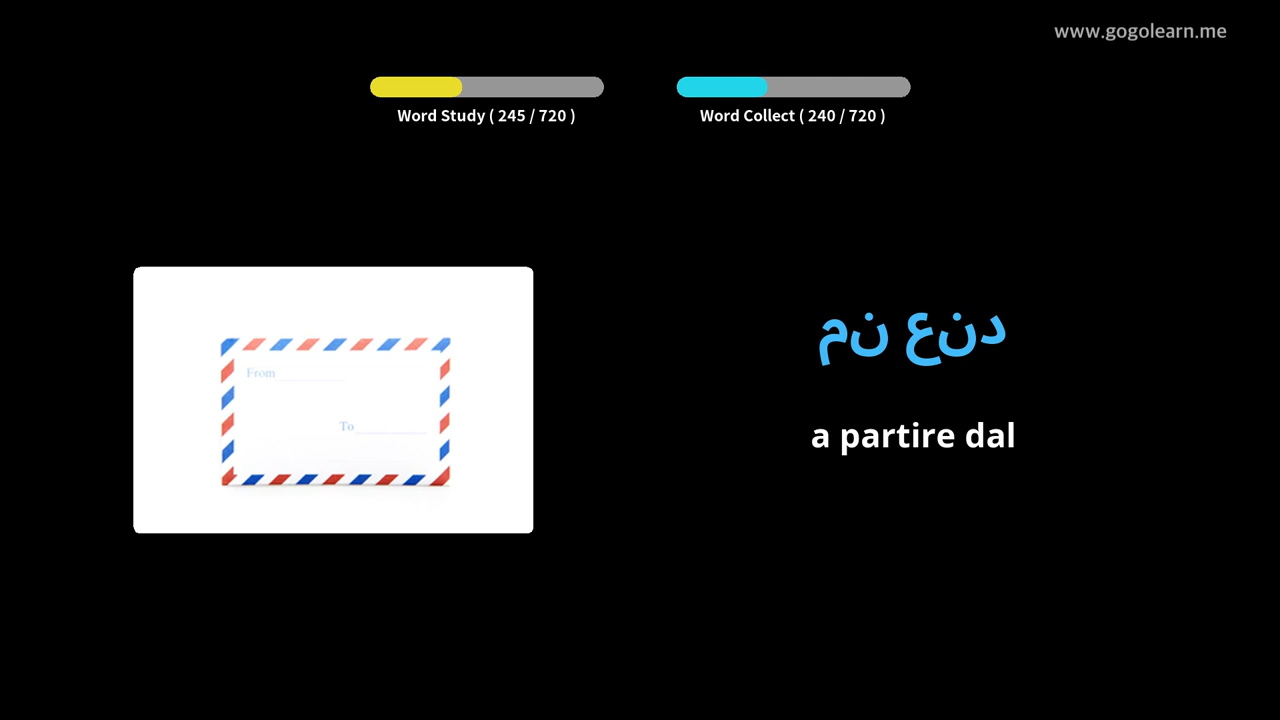 www.gogolearn.me
Word Study ( 245 / 720 )
Word Collect ( 240 / 720 )
From
To
من عند
a partire dal